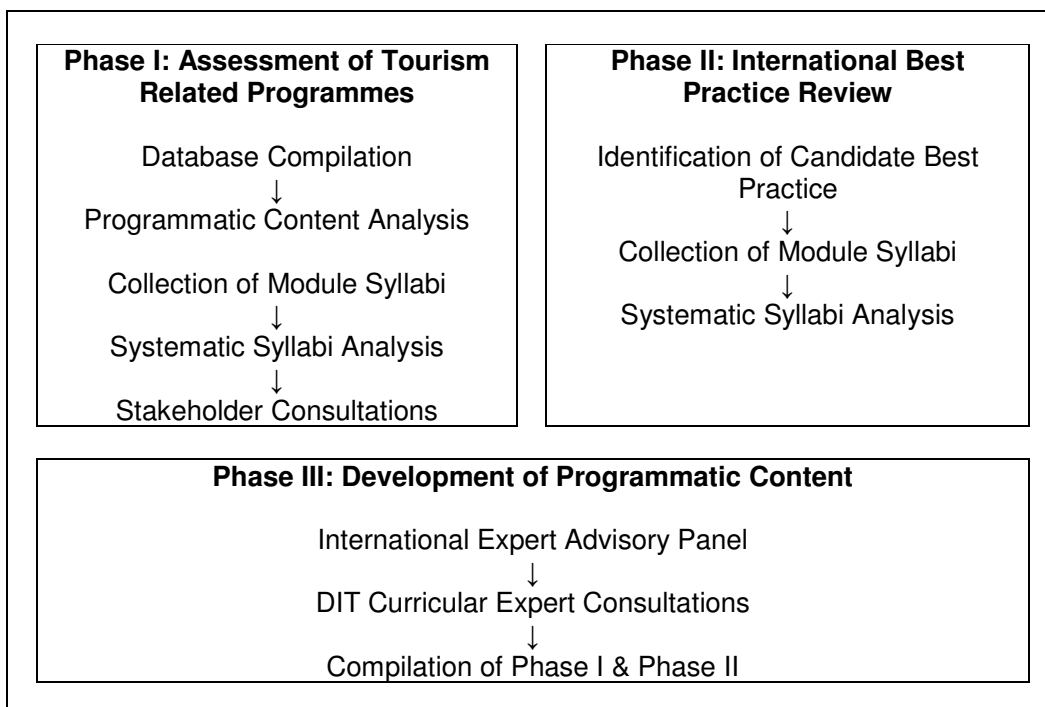 Phase I: Assessment of Tourism
Related Programmes
Database Compilation
↓
Programmatic Content Analysis
Collection of Module Syllabi
↓
Systematic Syllabi Analysis
↓
Stakeholder Consultations
Phase II: International Best
Practice Review
Identification of Candidate Best
Practice
↓
Collection of Module Syllabi
↓
Systematic Syllabi Analysis
Phase III: Development of Programmatic Content
International Expert Advisory Panel
↓
DIT Curricular Expert Consultations
↓
Compilation of Phase I & Phase II